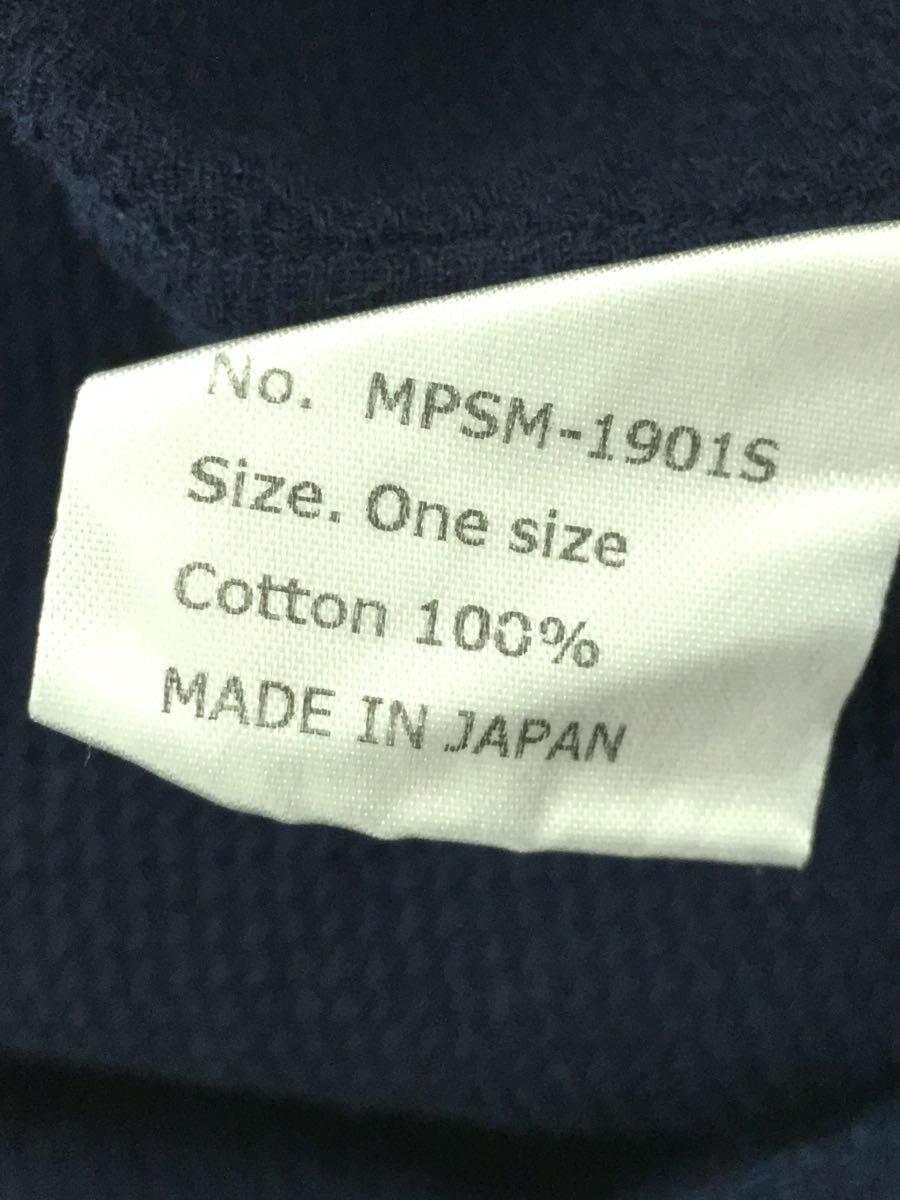 No. MPSM-1901S
Size. One size
Cotton 100%
MADE IN JAPAN